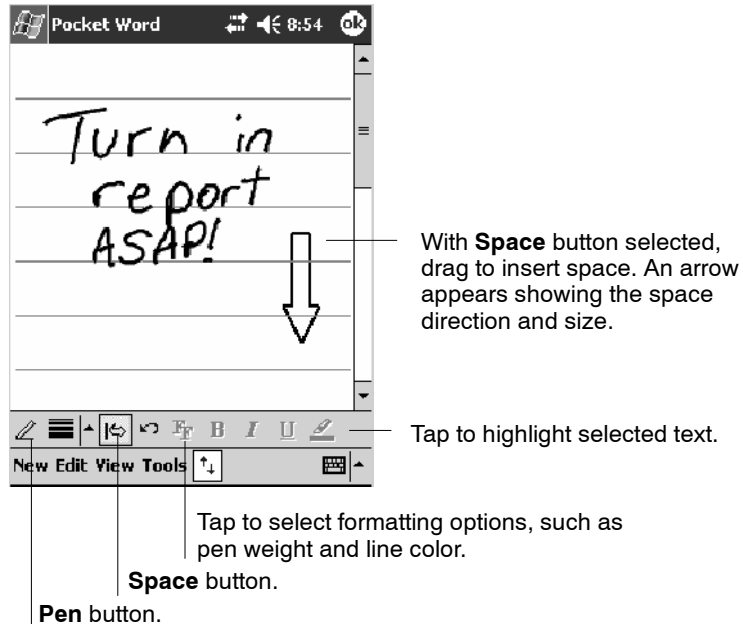 Pocket Word 8:54 ok
Turn in
report
ASAP!
With Space button selected,
drag to insert space. An arrow
appears showing the space
direction and size.
B I U
Tap to highlight selected text.
New Edit View Tools
Tap to select formatting options, such as
pen weight and line color.
Space button.
Pen button.